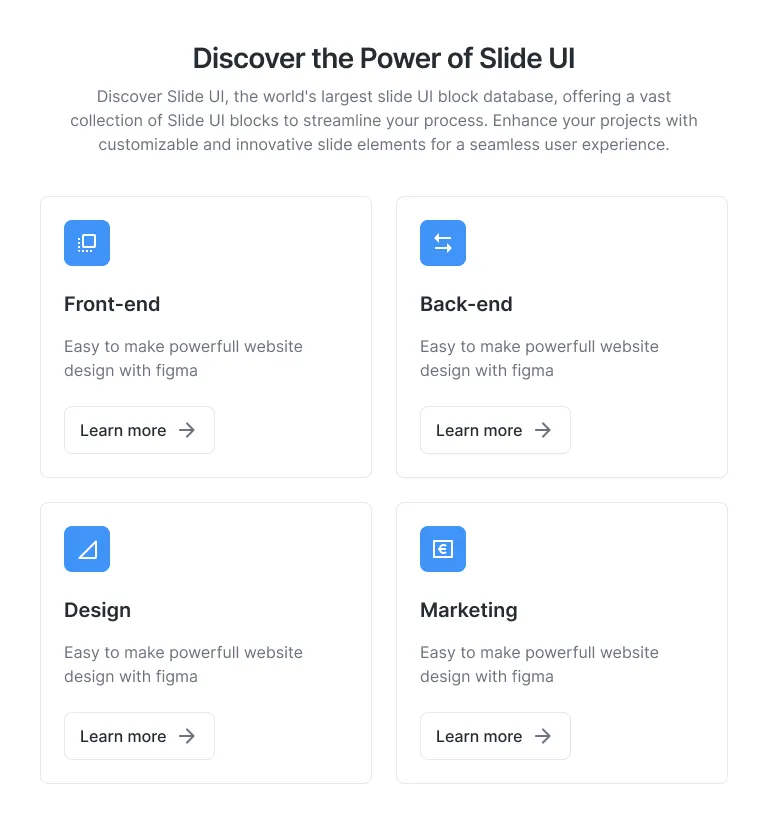 Discover the Power of Slide UI
Discover Slide UI, the world's largest slide UI block database, offering a vast
collection of Slide UI blocks to streamline your process. Enhance your projects with
customizable and innovative slide elements for a seamless user experience.
Front-end
Easy to make powerfull website
design with figma
Learn more
Back-end
Easy to make powerfull website
design with figma
Learn more
Design
Easy to make powerfull website
design with figma
Learn more
Marketing
Easy to make powerfull website
design with figma
Learn more